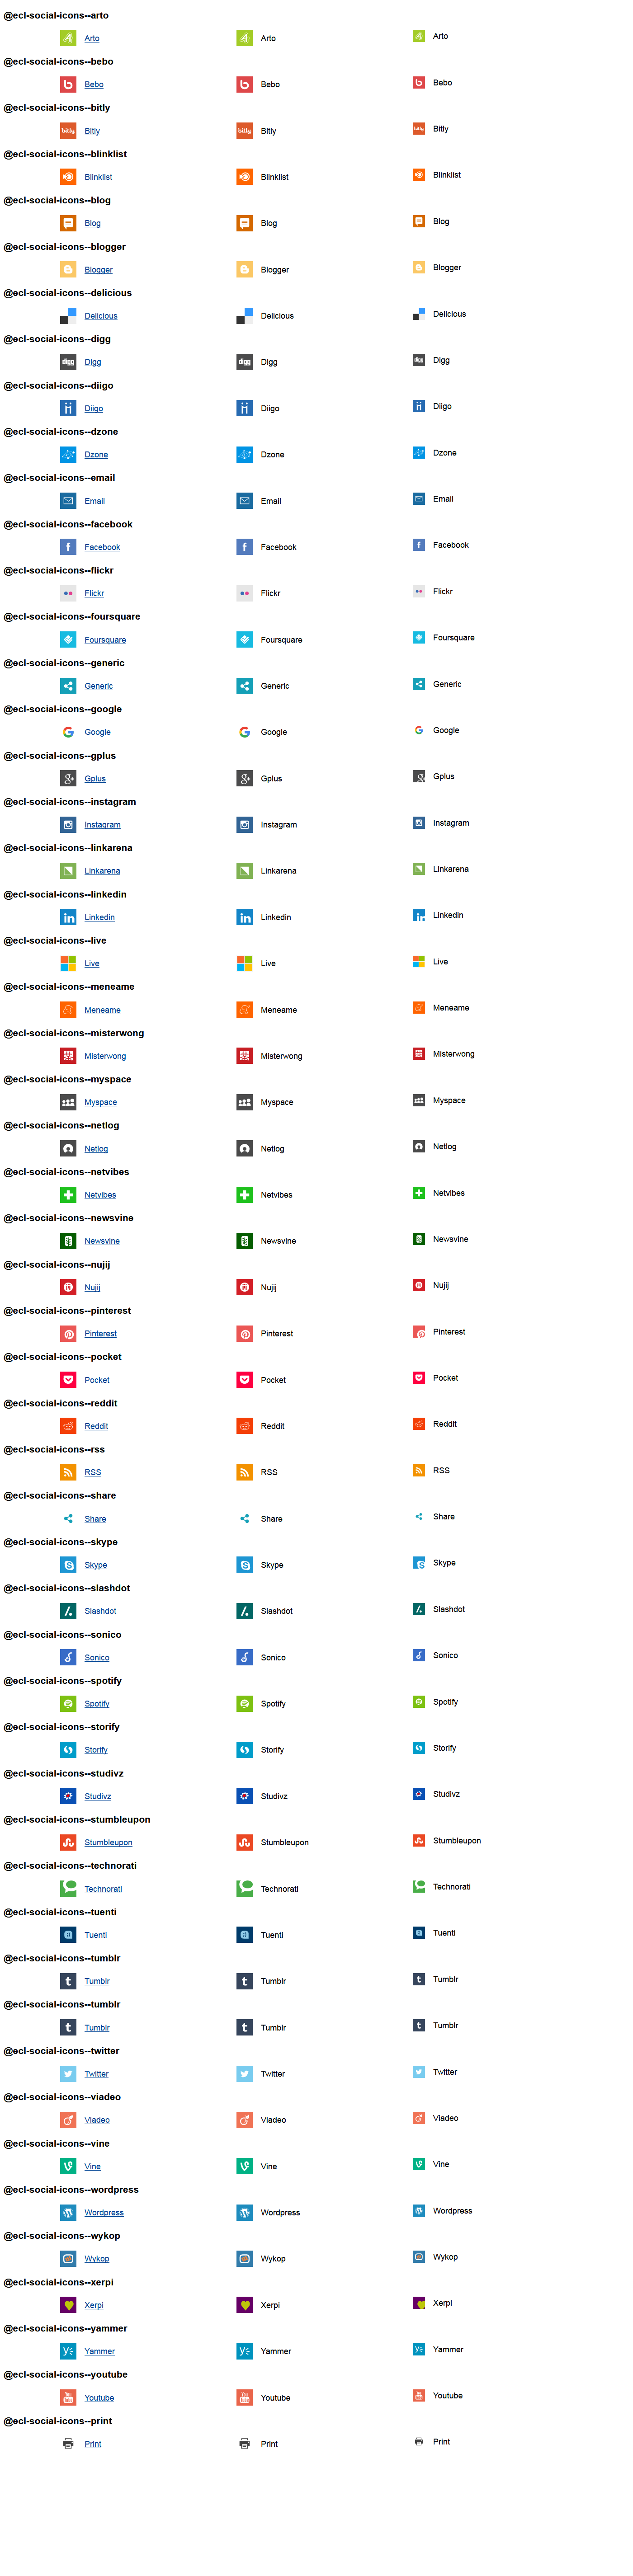 @ecl-social-icons--arto
Arto Arto Arto
@ecl-social-icons--bebo
Bebo Bebo Bebo
@ecl-social-icons--bitly
bitly Bitly bitly Bitly bitly Bitly
@ecl-social-icons--blinklist
Blinklist Blinklist Blinklist
@ecl-social-icons--blog
Blog Blog Blog
@ecl-social-icons--blogger
Blogger Blogger Blogger
@ecl-social-icons--delicious
Delicious Delicious Delicious
@ecl-social-icons--digg
digg Digg digg Digg digg Digg
@ecl-social-icons--diigo
Diigo Diigo Diigo
@ecl-social-icons--dzone
Dzone Dzone Dzone
@ecl-social-icons--email
Email Email Email
@ecl-social-icons--facebook
f Facebook f Facebook f Facebook
@ecl-social-icons--flickr
Flickr Flickr Flickr
@ecl-social-icons--foursquare
Foursquare Foursquare Foursquare
@ecl-social-icons--generic
Generic Generic Generic
@ecl-social-icons--google
G Google G Google G Google
@ecl-social-icons--gplus
g+ Gplus g+ Gplus Gplus
@ecl-social-icons--instagram
Instagram Instagram Instagram
@ecl-social-icons--linkarena
Linkarena Linkarena Linkarena
@ecl-social-icons--linkedin
in Linkedin in Linkedin in Linkedin
@ecl-social-icons--live
Live Live Live
@ecl-social-icons--meneame
Meneame Meneame Meneame
@ecl-social-icons--misterwong
Misterwong Misterwong Misterwong
@ecl-social-icons--myspace
Myspace Myspace Myspace
@ecl-social-icons--netlog
Netlog Netlog Netlog
@ecl-social-icons--netvibes
Netvibes Netvibes Netvibes
@ecl-social-icons--newsvine
Newsvine Newsvine Newsvine
@ecl-social-icons--nujij
Nujij Nujij Nujij
@ecl-social-icons--pinterest
Pinterest Pinterest Pinterest
@ecl-social-icons--pocket
Pocket Pocket Pocket
@ecl-social-icons--reddit
Reddit Reddit Reddit
@ecl-social-icons--rss
RSS RSS RSS
@ecl-social-icons--share
Share Share Share
@ecl-social-icons--skype
S Skype S Skype S Skype
@ecl-social-icons--slashdot
/. Slashdot /. Slashdot /. Slashdot
@ecl-social-icons--sonico
Sonico Sonico Sonico
@ecl-social-icons--spotify
Spotify Spotify Spotify
@ecl-social-icons--storify
Storify Storify Storify
@ecl-social-icons--studivz
Studivz Studivz Studivz
@ecl-social-icons--stumbleupon
Stumbleupon Stumbleupon Stumbleupon
@ecl-social-icons--technorati
Technorati Technorati Technorati
@ecl-social-icons--tuenti
Tuenti Tuenti Tuenti
@ecl-social-icons--tumblr
t Tumblr t Tumblr t Tumblr
@ecl-social-icons--tumblr
t Tumblr t Tumblr t Tumblr
@ecl-social-icons--twitter
Twitter Twitter Twitter
@ecl-social-icons--viadeo
Viadeo Viadeo Viadeo
@ecl-social-icons--vine
Vine Vine Vine
@ecl-social-icons--wordpress
Wordpress Wordpress Wordpress
@ecl-social-icons--wykop
Wykop Wykop Wykop
@ecl-social-icons--xerpi
Xerpi Xerpi Xerpi
@ecl-social-icons--yammer
Yammer Yammer Yammer
@ecl-social-icons--youtube
You Tube Youtube You Tube Youtube You Tube Youtube
@ecl-social-icons--print
Print Print Print